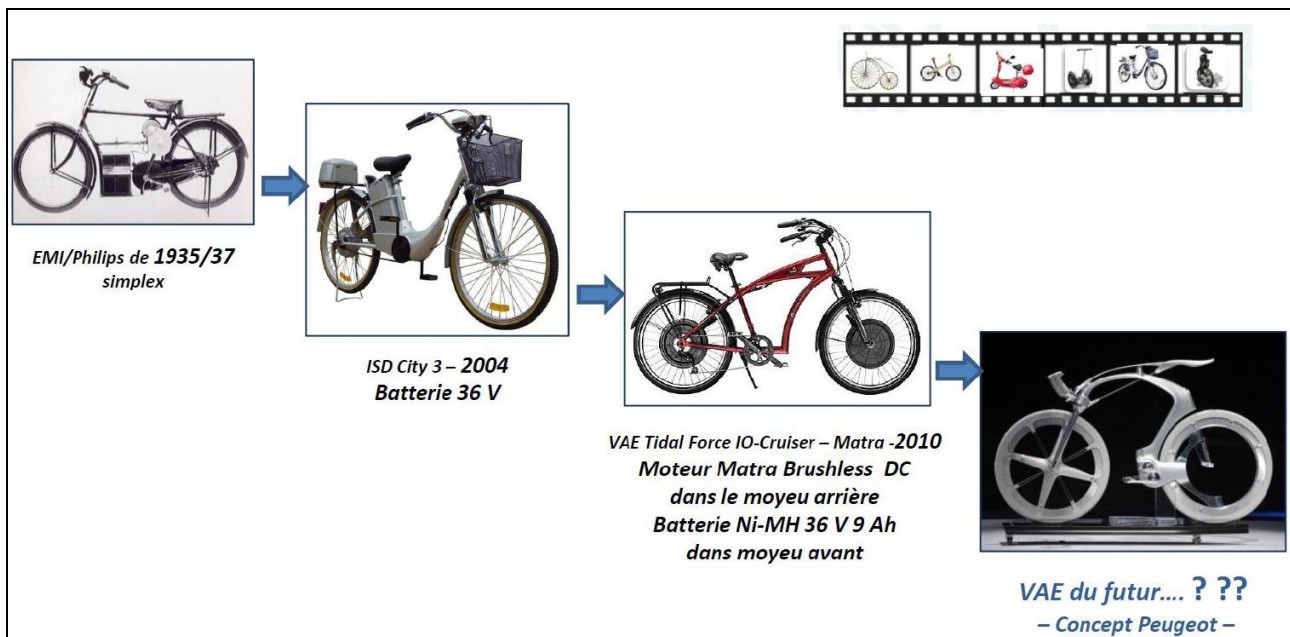 EMI/Philips de 1935/37
simplex
ISD City 3 – 2004
Batterie 36 V
VAE Tidal Force IO-Cruiser – Matra -2010
Moteur Matra Brushless DC
dans le moyeu arrière
Batterie Ni-MH 36 V 9 Ah
dans moyeu avant
VAE du futur.... ? ??
– Concept Peugeot –